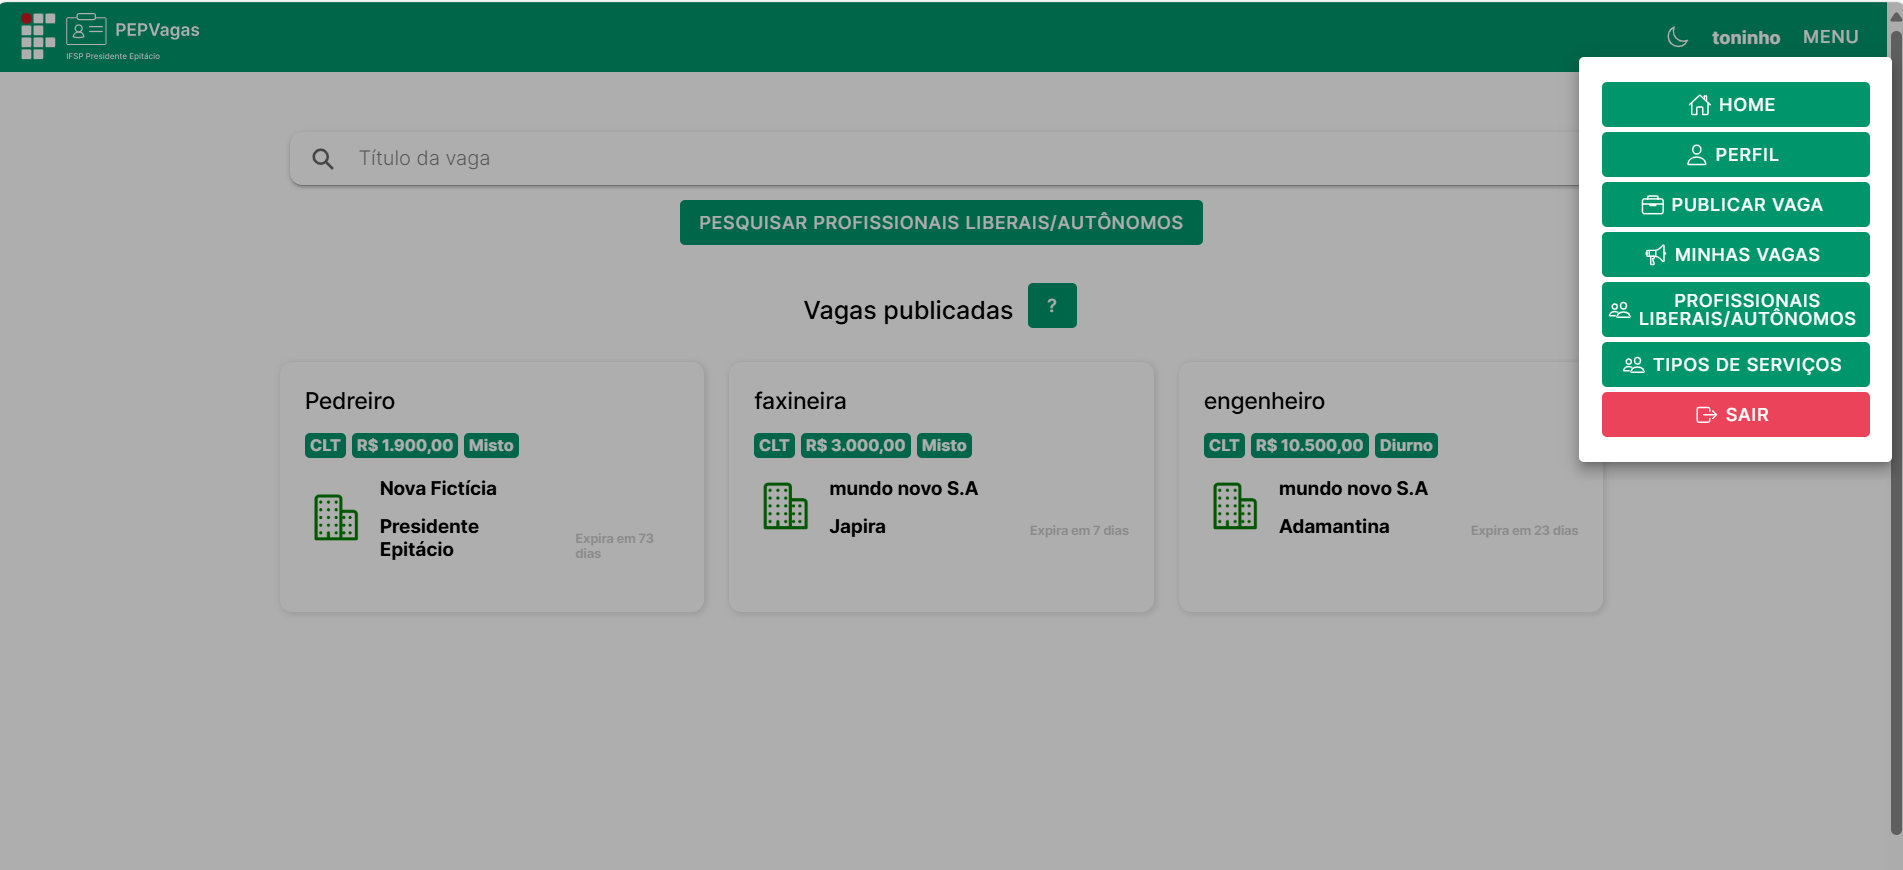 PEPVagas
IFSP Presidente Epitácio
toninho MENU
HOME
PERFIL
PUBLICAR VAGA
MINHAS VAGAS
PROFISSIONAIS
LIBERAIS/AUTÔNOMOS
TIPOS DE SERVIÇOS
SAIR
Título da vaga
PESQUISAR PROFISSIONAIS LIBERAIS/AUTÔNOMOS
Vagas publicadas ?
Pedreiro
CLT R$ 1.900,00 Misto
Nova Fictícia
Presidente
Epitácio
Expira em 73
dias
faxineira
CLT R$ 3.000,00 Misto
mundo novo S.A
Japira
Expira em 7 dias
engenheiro
CLT R$ 10.500,00 Diurno
mundo novo S.A
Adamantina
Expira em 23 dias